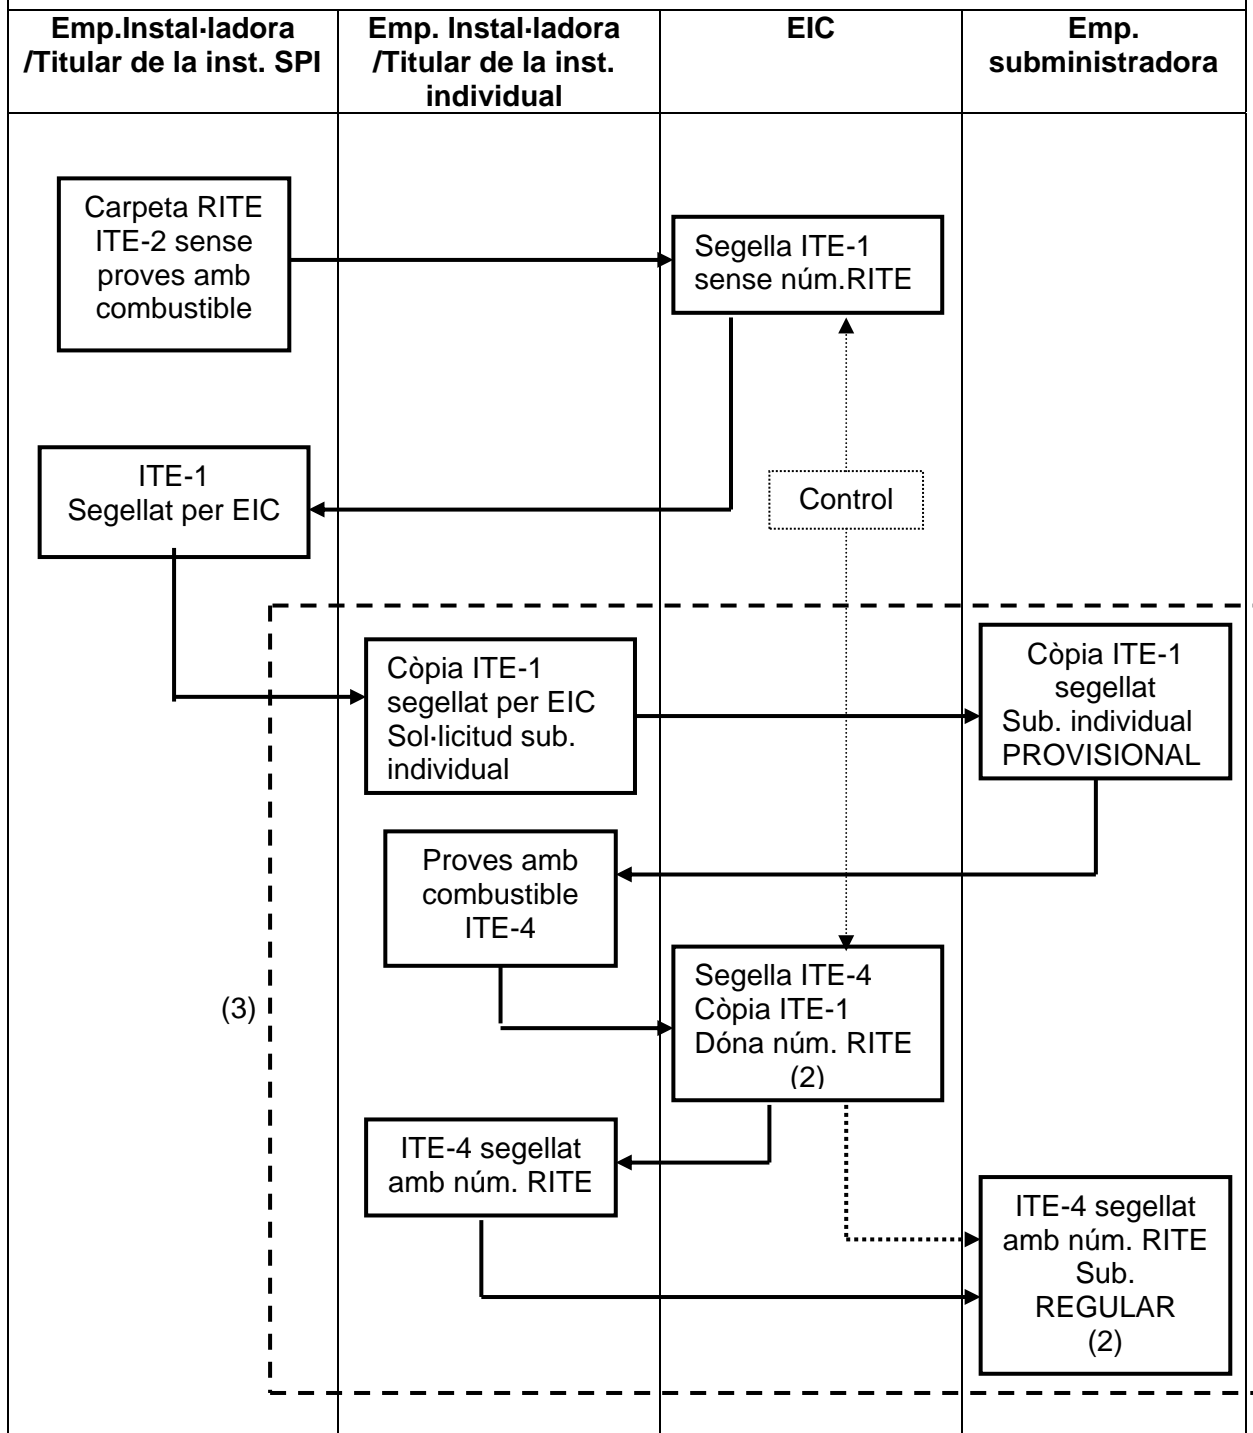 Emp.Instal·ladora
/Titular de la inst. SPI
Emp. Instal·ladora
/Titular de la inst.
individual
EIC
Emp.
subministradora
Carpeta RITE
ITE-2 sense
proves amb
combustible
Segella ITE-1
sense núm.RITE
ITE-1
Segellat per EIC
Control
Còpia ITE-1
segellat per EIC
Sol·licitud sub.
individual
Còpia ITE-1
segellat
Sub. individual
PROVISIONAL
Proves amb
combustible
ITE-4
Segella ITE-4
Còpia ITE-1
Dóna núm. RITE
(2)
(3)
ITE-4 segellat
amb núm. RITE
ITE-4 segellat
amb núm. RITE
Sub.
REGULAR
(2)